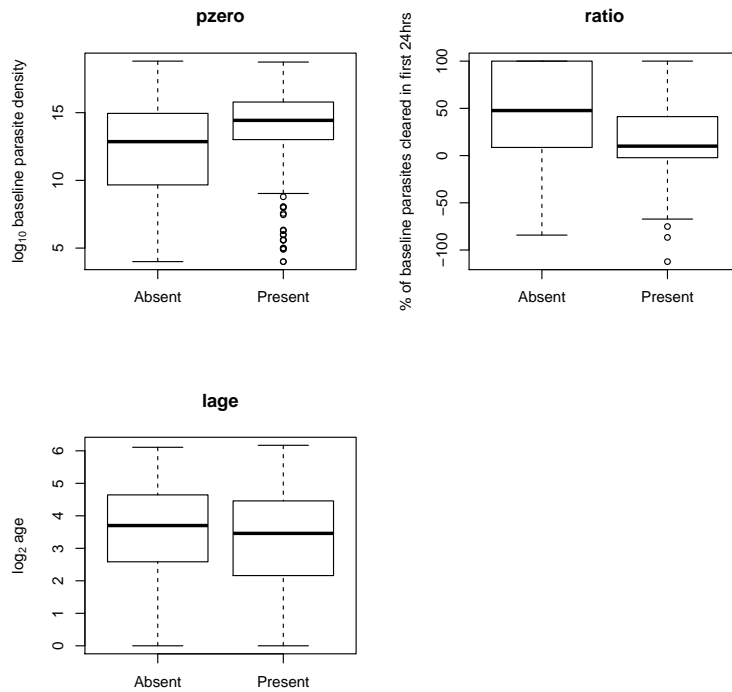 pzero
log₁₀ baseline parasite density
15
10
5
Absent Present
ratio
% of baseline parasites cleared in first 24hrs
100
50
0
−50
−100
Absent Present
lage
log₂ age
6
5
4
3
2
1
0
Absent Present